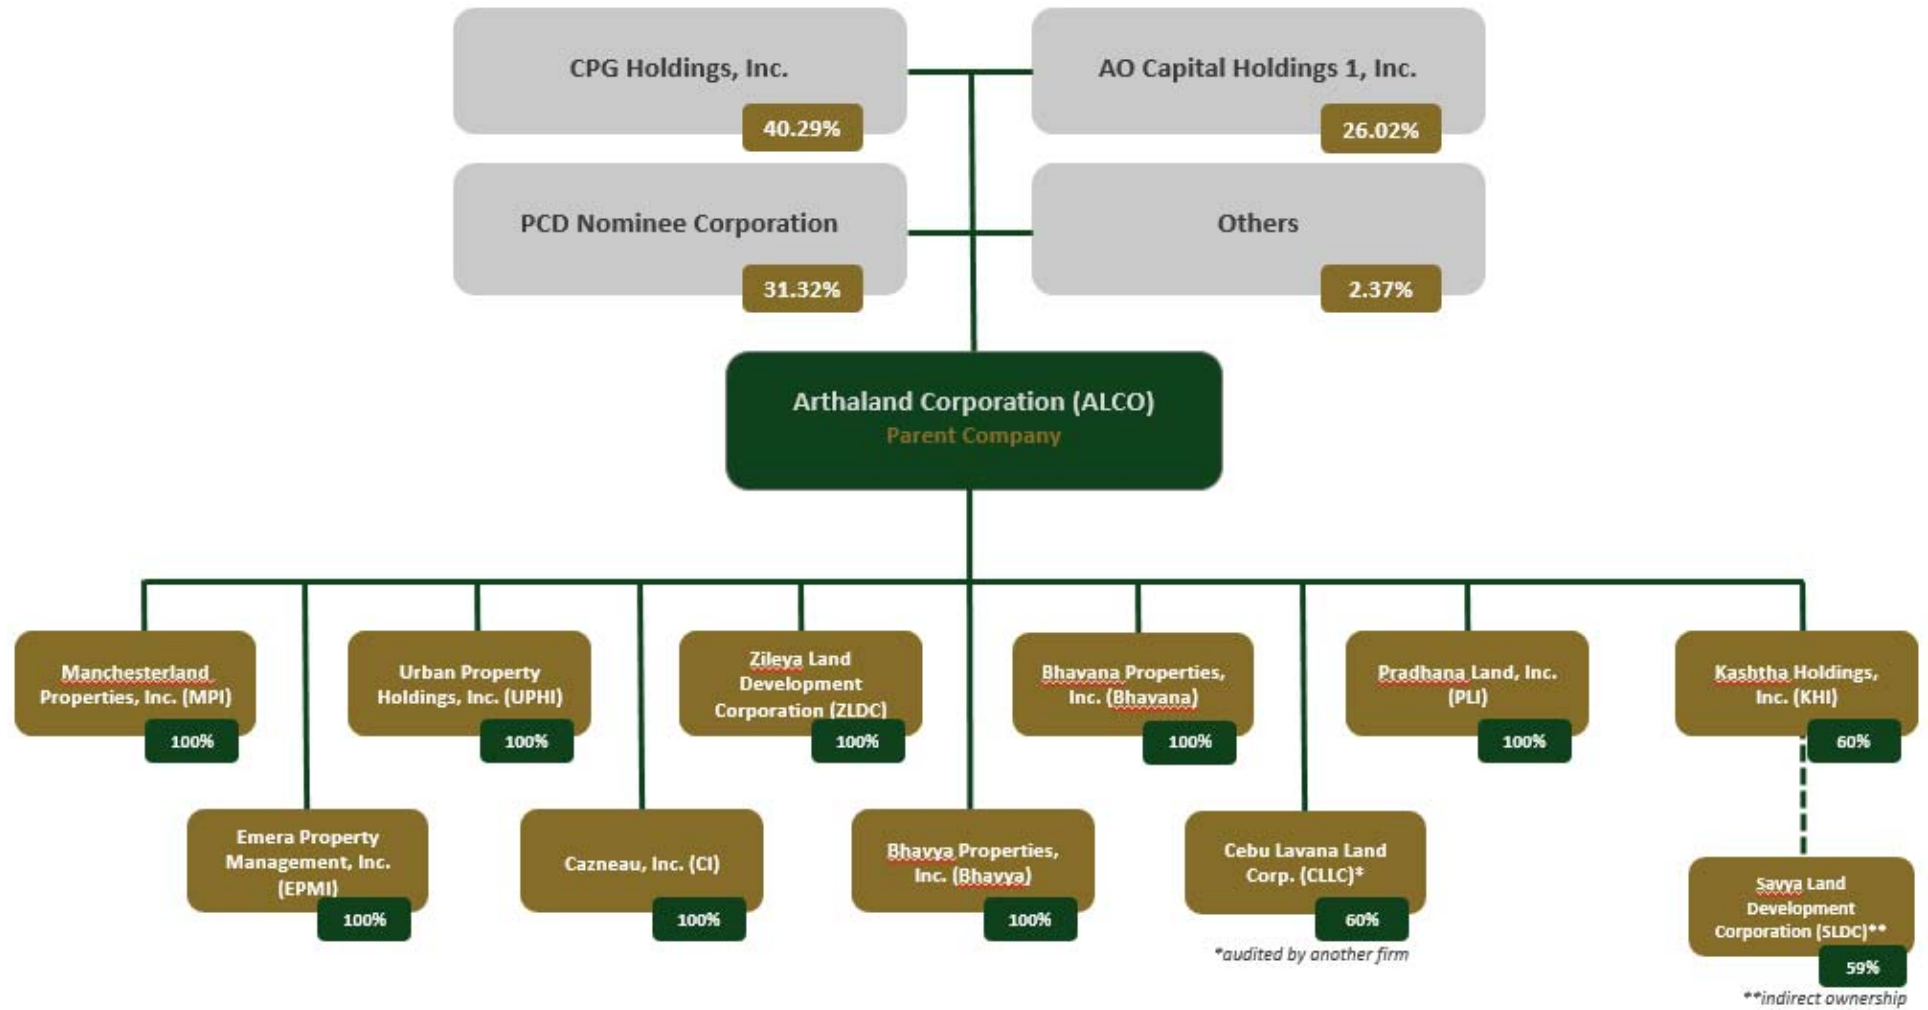 CPG Holdings, Inc.
40.29%
AO Capital Holdings 1, Inc.
26.02%
PCD Nominee Corporation
31.32%
Others
2.37%
Arthaland Corporation (ALCO)
Parent Company
Manchesterland
Properties, Inc. (MPI)
100%
Urban Property
Holdings, Inc. (UPHI)
100%
Zileya Land
Development
Corporation (ZLDC)
100%
Bhavana Properties,
Inc. (Bhavana)
100%
Pradhana Land, Inc.
(PLI)
100%
Kashtha Holdings,
Inc. (KHI)
60%
Emera Property
Management, Inc.
(EPMI)
100%
Cazneau, Inc. (CI)
100%
Bhavya Properties,
Inc. (Bhavya)
100%
Cebu Lavana Land
Corp. (CLLC)*
60%
*audited by another firm
Savya Land
Development
Corporation (SLDC)**
59%
**indirect ownership